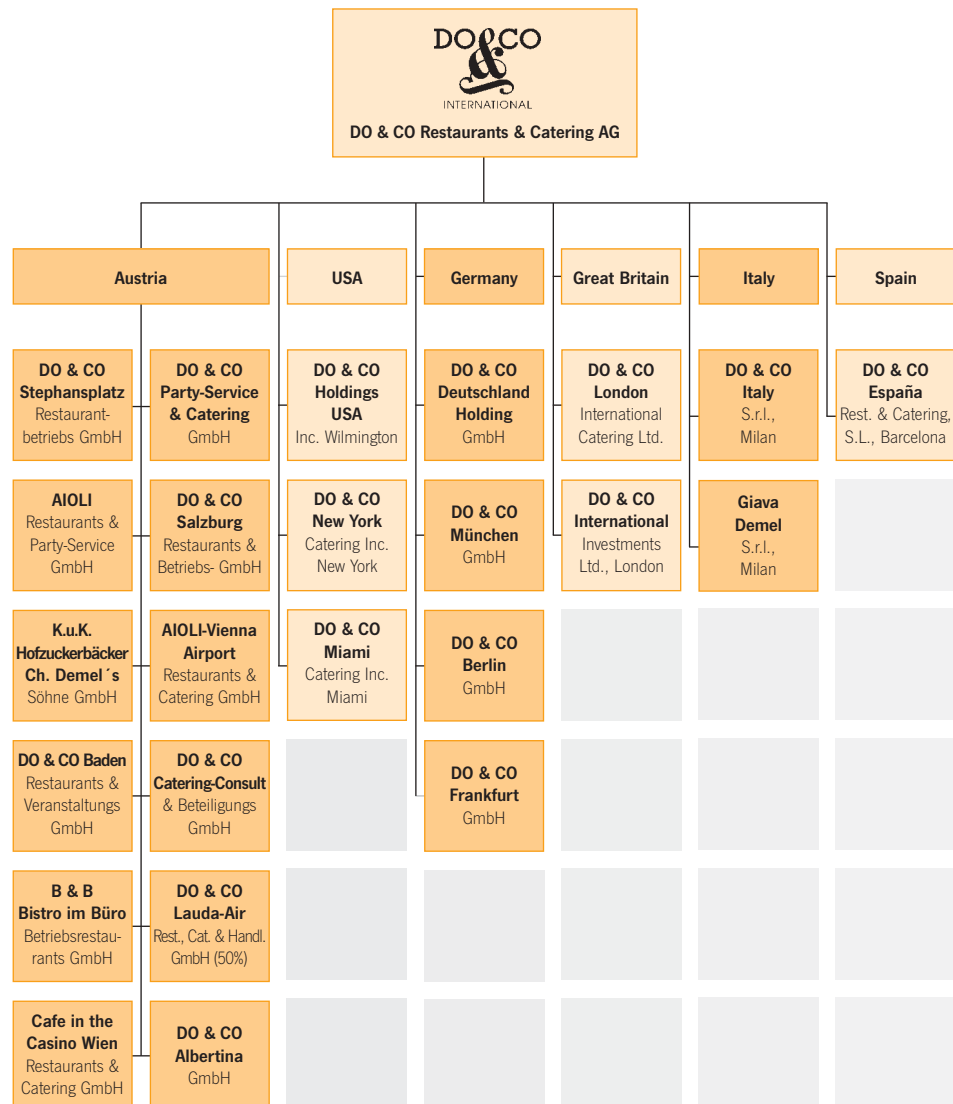 DO & CO
INTERNATIONAL
DO & CO Restaurants & Catering AG
Austria
USA
Germany
Great Britain
Italy
Spain
DO & CO
Stephansplatz
Restaurant-
betriebs GmbH
DO & CO
Party-Service
& Catering
GmbH
DO & CO
Holdings
USA
Inc. Wilmington
DO & CO
Deutschland
Holding
GmbH
DO & CO
London
International
Catering Ltd.
DO & CO
Italy
S.r.l.,
Milan
DO & CO
España
Rest. & Catering,
S.L., Barcelona
AIOLI
Restaurants &
Party-Service
GmbH
DO & CO
Salzburg
Restaurants &
Betriebs- GmbH
DO & CO
New York
Catering Inc.
New York
DO & CO
München
GmbH
DO & CO
International
Investments
Ltd., London
Giava
Demel
S.r.l.,
Milan
K.u.K.
Hofzuckerbäcker
Ch. Demel´s
Söhne GmbH
AIOLI-Vienna
Airport
Restaurants &
Catering GmbH
DO & CO
Miami
Catering Inc.
Miami
DO & CO
Berlin
GmbH
DO & CO Baden
Restaurants &
Veranstaltungs
GmbH
DO & CO
Catering-Consult
& Beteiligungs
GmbH
DO & CO
Frankfurt
GmbH
B & B
Bistro im Büro
Betriebsrestau-
rants GmbH
DO & CO
Lauda-Air
Rest., Cat. & Handl.
GmbH (50%)
Cafe in the
Casino Wien
Restaurants &
Catering GmbH
DO & CO
Albertina
GmbH